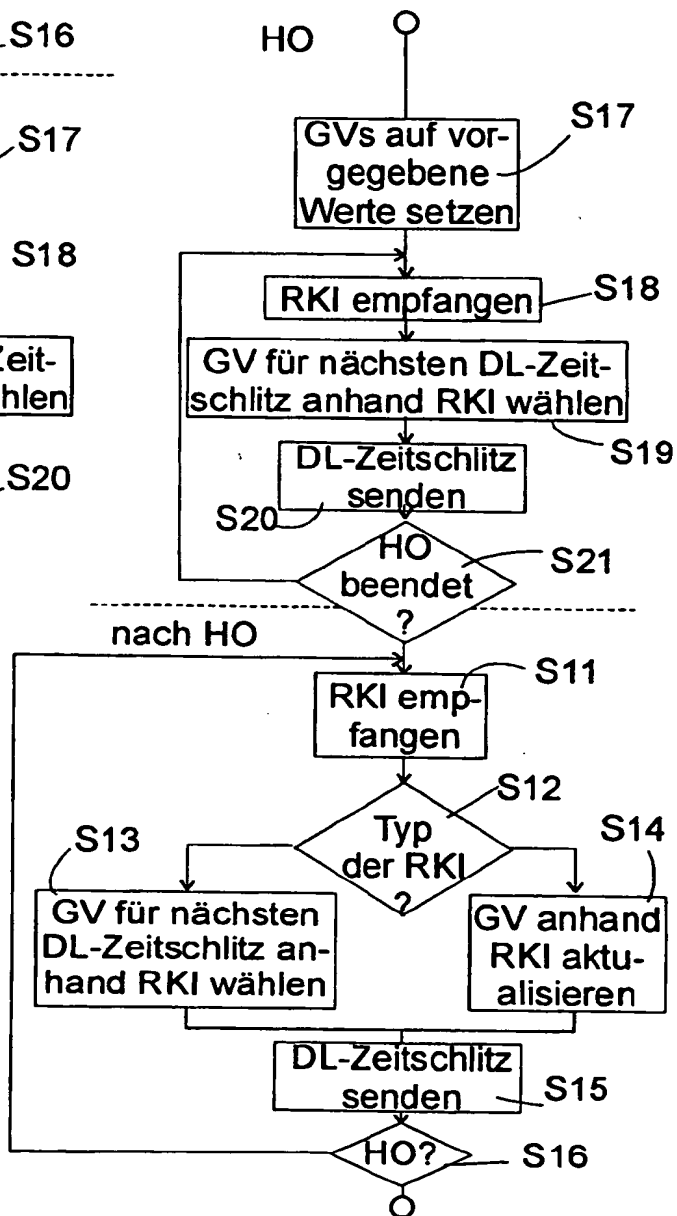 S16
S17
S18
Zeit-
hlen
S20
HO
GVs auf vor-
gegebene
Werte setzen
S17
RKI empfangen
S18
GV für nächsten DL-Zeit-
schlitz anhand RKI wählen
S19
DL-Zeitschlitz
senden
S20
HO
beendet
?
S21
nach HO
RKI emp-
fangen
S11
Typ
der RKI
?
S12
S13
GV für nächsten
DL-Zeitschlitz an-
hand RKI wählen
S14
GV anhand
RKI aktu-
alisieren
DL-Zeitschlitz
senden
S15
HO?
S16